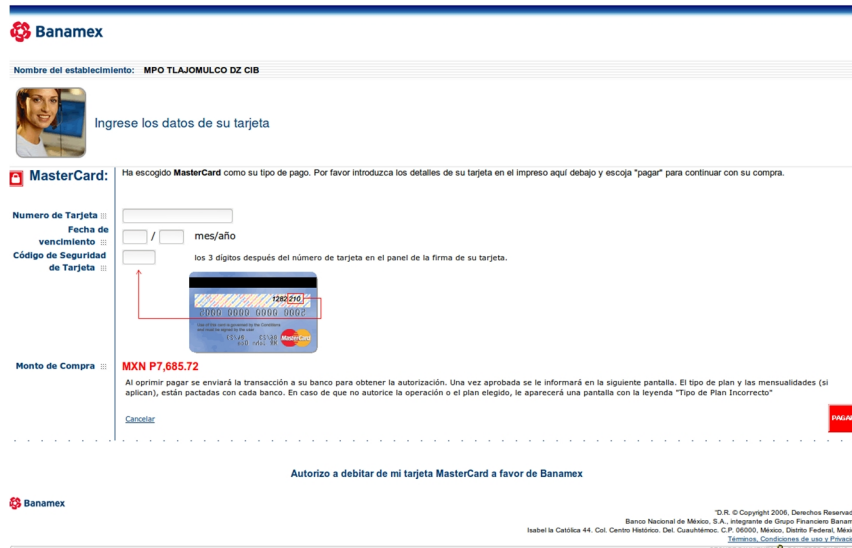 Banamex
Nombre del establecimiento: MPO TLAJOMULCO DZ CIB
Ingrese los datos de su tarjeta
MasterCard:
Ha escogido MasterCard como su tipo de pago. Por favor introduzca los detalles de su tarjeta en el impreso aquí debajo y escoja "pagar" para continuar con su compra.
Numero de Tarjeta
Fecha de
vencimiento
/ mes/año
Código de Seguridad
de Tarjeta
los 3 dígitos después del número de tarjeta en el panel de la firma de su tarjeta.
1282 210
MasterCard
Monto de Compra
MXN P7,685.72
Al oprimir pagar se enviará la transacción a su banco para obtener la autorización. Una vez aprobada se le informará en la siguiente pantalla. El tipo de plan y las mensualidades (si
aplican), están pactadas con cada banco. En caso de que no autorice la operación o el plan elegido, le aparecerá una pantalla con la leyenda "Tipo de Plan Incorrecto"
Cancelar
PAGAR
Autorizo a debitar de mi tarjeta MasterCard a favor de Banamex
Banamex
"D.R. © Copyright 2006, Derechos Reservad
Banco Nacional de México, S.A., integrante de Grupo Financiero Banam
Isabel la Católica 44. Col. Centro Histórico. Del. Cuauhtémoc. C.P. 06000, México, Distrito Federal, Méxi
Términos, Condiciones de uso y Privacid